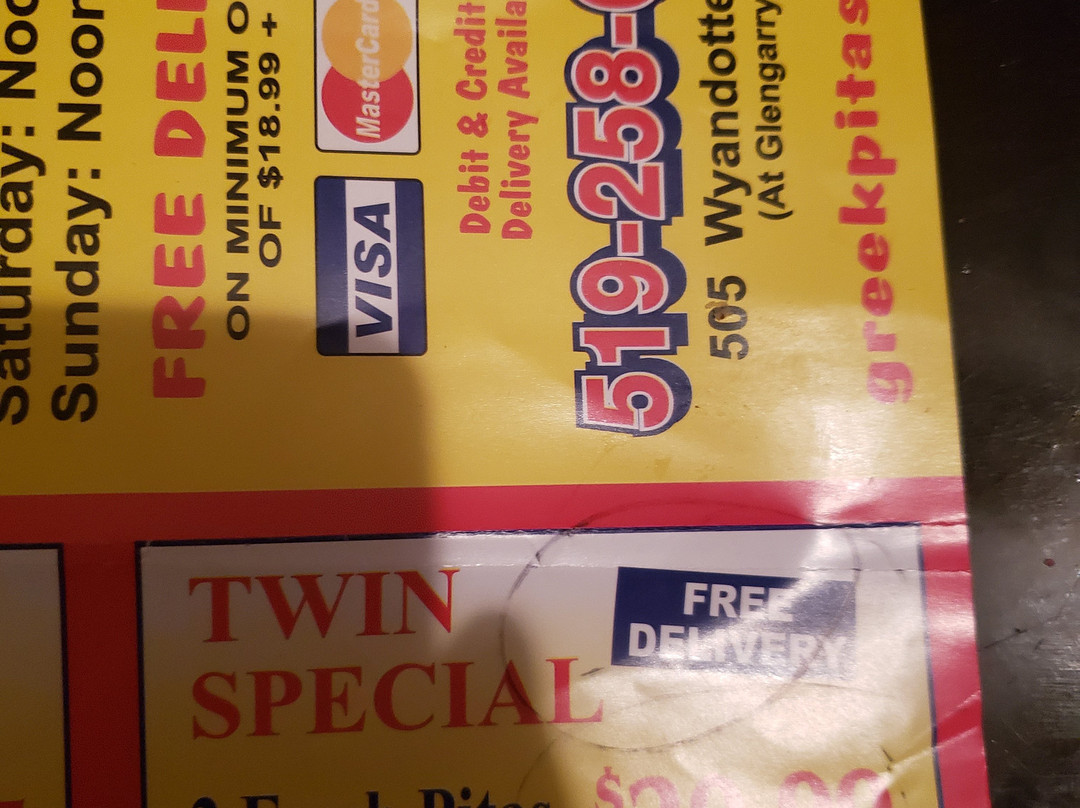 Saturday: Noo
Sunday: Noon
FREE DELI
ON MINIMUM O
OF $18.99 +
MasterCard
VISA
Debit & Credit
Delivery Availa
519-258-
505 Wyandotte
(At Glengarry
greekpitas
TWIN
SPECIAL
FREE
DELIVERY